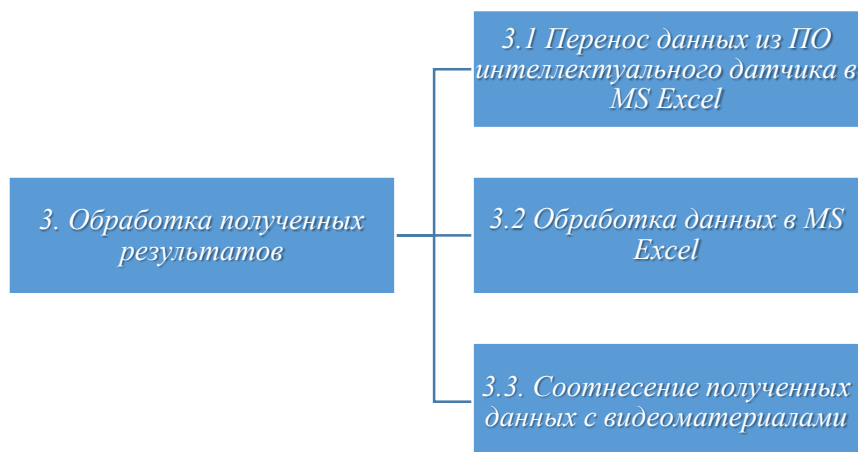 3.1 Перенос данных из ПО
интеллектуального датчика в
MS Excel
3. Обработка полученных
результатов
3.2 Обработка данных в MS
Excel
3.3. Соотнесение полученных
данных с видеоматериалами